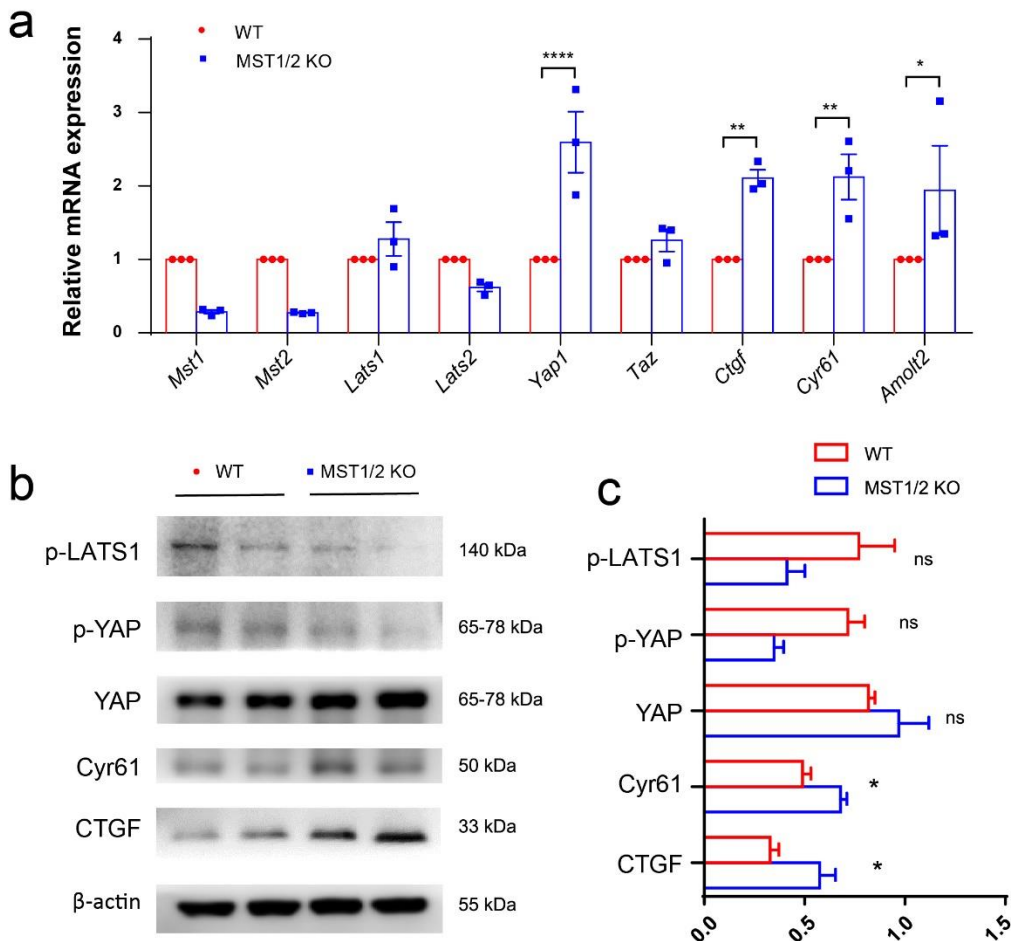 a
WT
MST1/2 KO
Relative mRNA expression
4
3
2
1
0
****
**
**
*
Mst1
Mst2
Lats1
Lats2
Yap1
Taz
Ctgf
Cyr61
Amolt2
b
WT
MST1/2 KO
p-LATS1
140 kDa
p-YAP
65-78 kDa
YAP
65-78 kDa
Cyr61
50 kDa
CTGF
33 kDa
β-actin
55 kDa
c
WT
MST1/2 KO
p-LATS1
ns
p-YAP
ns
YAP
ns
Cyr61
*
CTGF
*
0.0
0.5
1.0
1.5